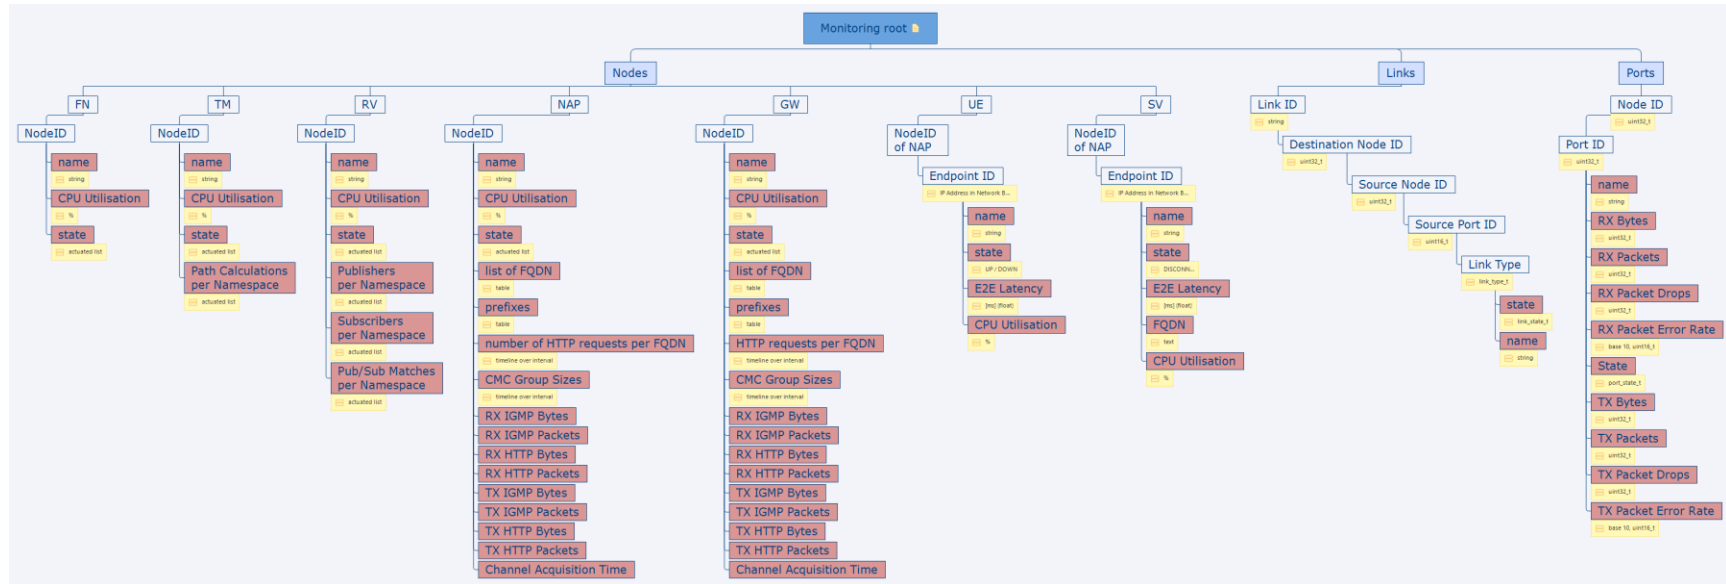 Monitoring root
Nodes
Links
Ports
FN
TM
RV
NAP
GW
UE
SV
Link ID
string
Node ID
uint32_t
NodeID
name
string
CPU Utilisation
%
state
actuated list
NodeID
name
string
CPU Utilisation
%
state
actuated list
Path Calculations
per Namespace
actuated list
NodeID
name
string
CPU Utilisation
%
state
actuated list
Publishers
per Namespace
actuated list
Subscribers
per Namespace
actuated list
Pub/Sub Matches
per Namespace
actuated list
NodeID
name
string
CPU Utilisation
%
state
actuated list
list of FQDN
table
prefixes
table
number of HTTP requests per FQDN
timeline over interval
CMC Group Sizes
timeline over interval
RX IGMP Bytes
RX IGMP Packets
RX HTTP Bytes
RX HTTP Packets
TX IGMP Bytes
TX IGMP Packets
TX HTTP Bytes
TX HTTP Packets
Channel Acquisition Time
NodeID
name
string
CPU Utilisation
%
state
actuated list
list of FQDN
table
prefixes
table
HTTP requests per FQDN
timeline over interval
CMC Group Sizes
timeline over interval
RX IGMP Bytes
RX IGMP Packets
RX HTTP Bytes
RX HTTP Packets
TX IGMP Bytes
TX IGMP Packets
TX HTTP Bytes
TX HTTP Packets
Channel Acquisition Time
NodeID
of NAP
Endpoint ID
IP Address in Network B...
name
string
state
UP / DOWN
E2E Latency
[ms] (float)
CPU Utilisation
%
NodeID
of NAP
Endpoint ID
IP Address in Network B...
name
string
state
DISCONN...
E2E Latency
[ms] (float)
FQDN
text
CPU Utilisation
%
Destination Node ID
uint32_t
Source Node ID
uint32_t
Source Port ID
uint16_t
Link Type
link_type_t
state
link_state_t
name
string
Port ID
uint32_t
name
string
RX Bytes
uint32_t
RX Packets
uint32_t
RX Packet Drops
uint32_t
RX Packet Error Rate
base 10, uint16_t
State
port_state_t
TX Bytes
uint32_t
TX Packets
uint32_t
TX Packet Drops
uint32_t
TX Packet Error Rate
base 10, uint16_t